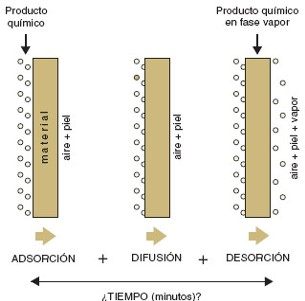 Producto
químico
Producto químico
en fase vapor
material
aire + piel
aire + piel
aire + piel + vapor
ADSORCIÓN + DIFUSIÓN + DESORCIÓN
¿TIEMPO (minutos)?